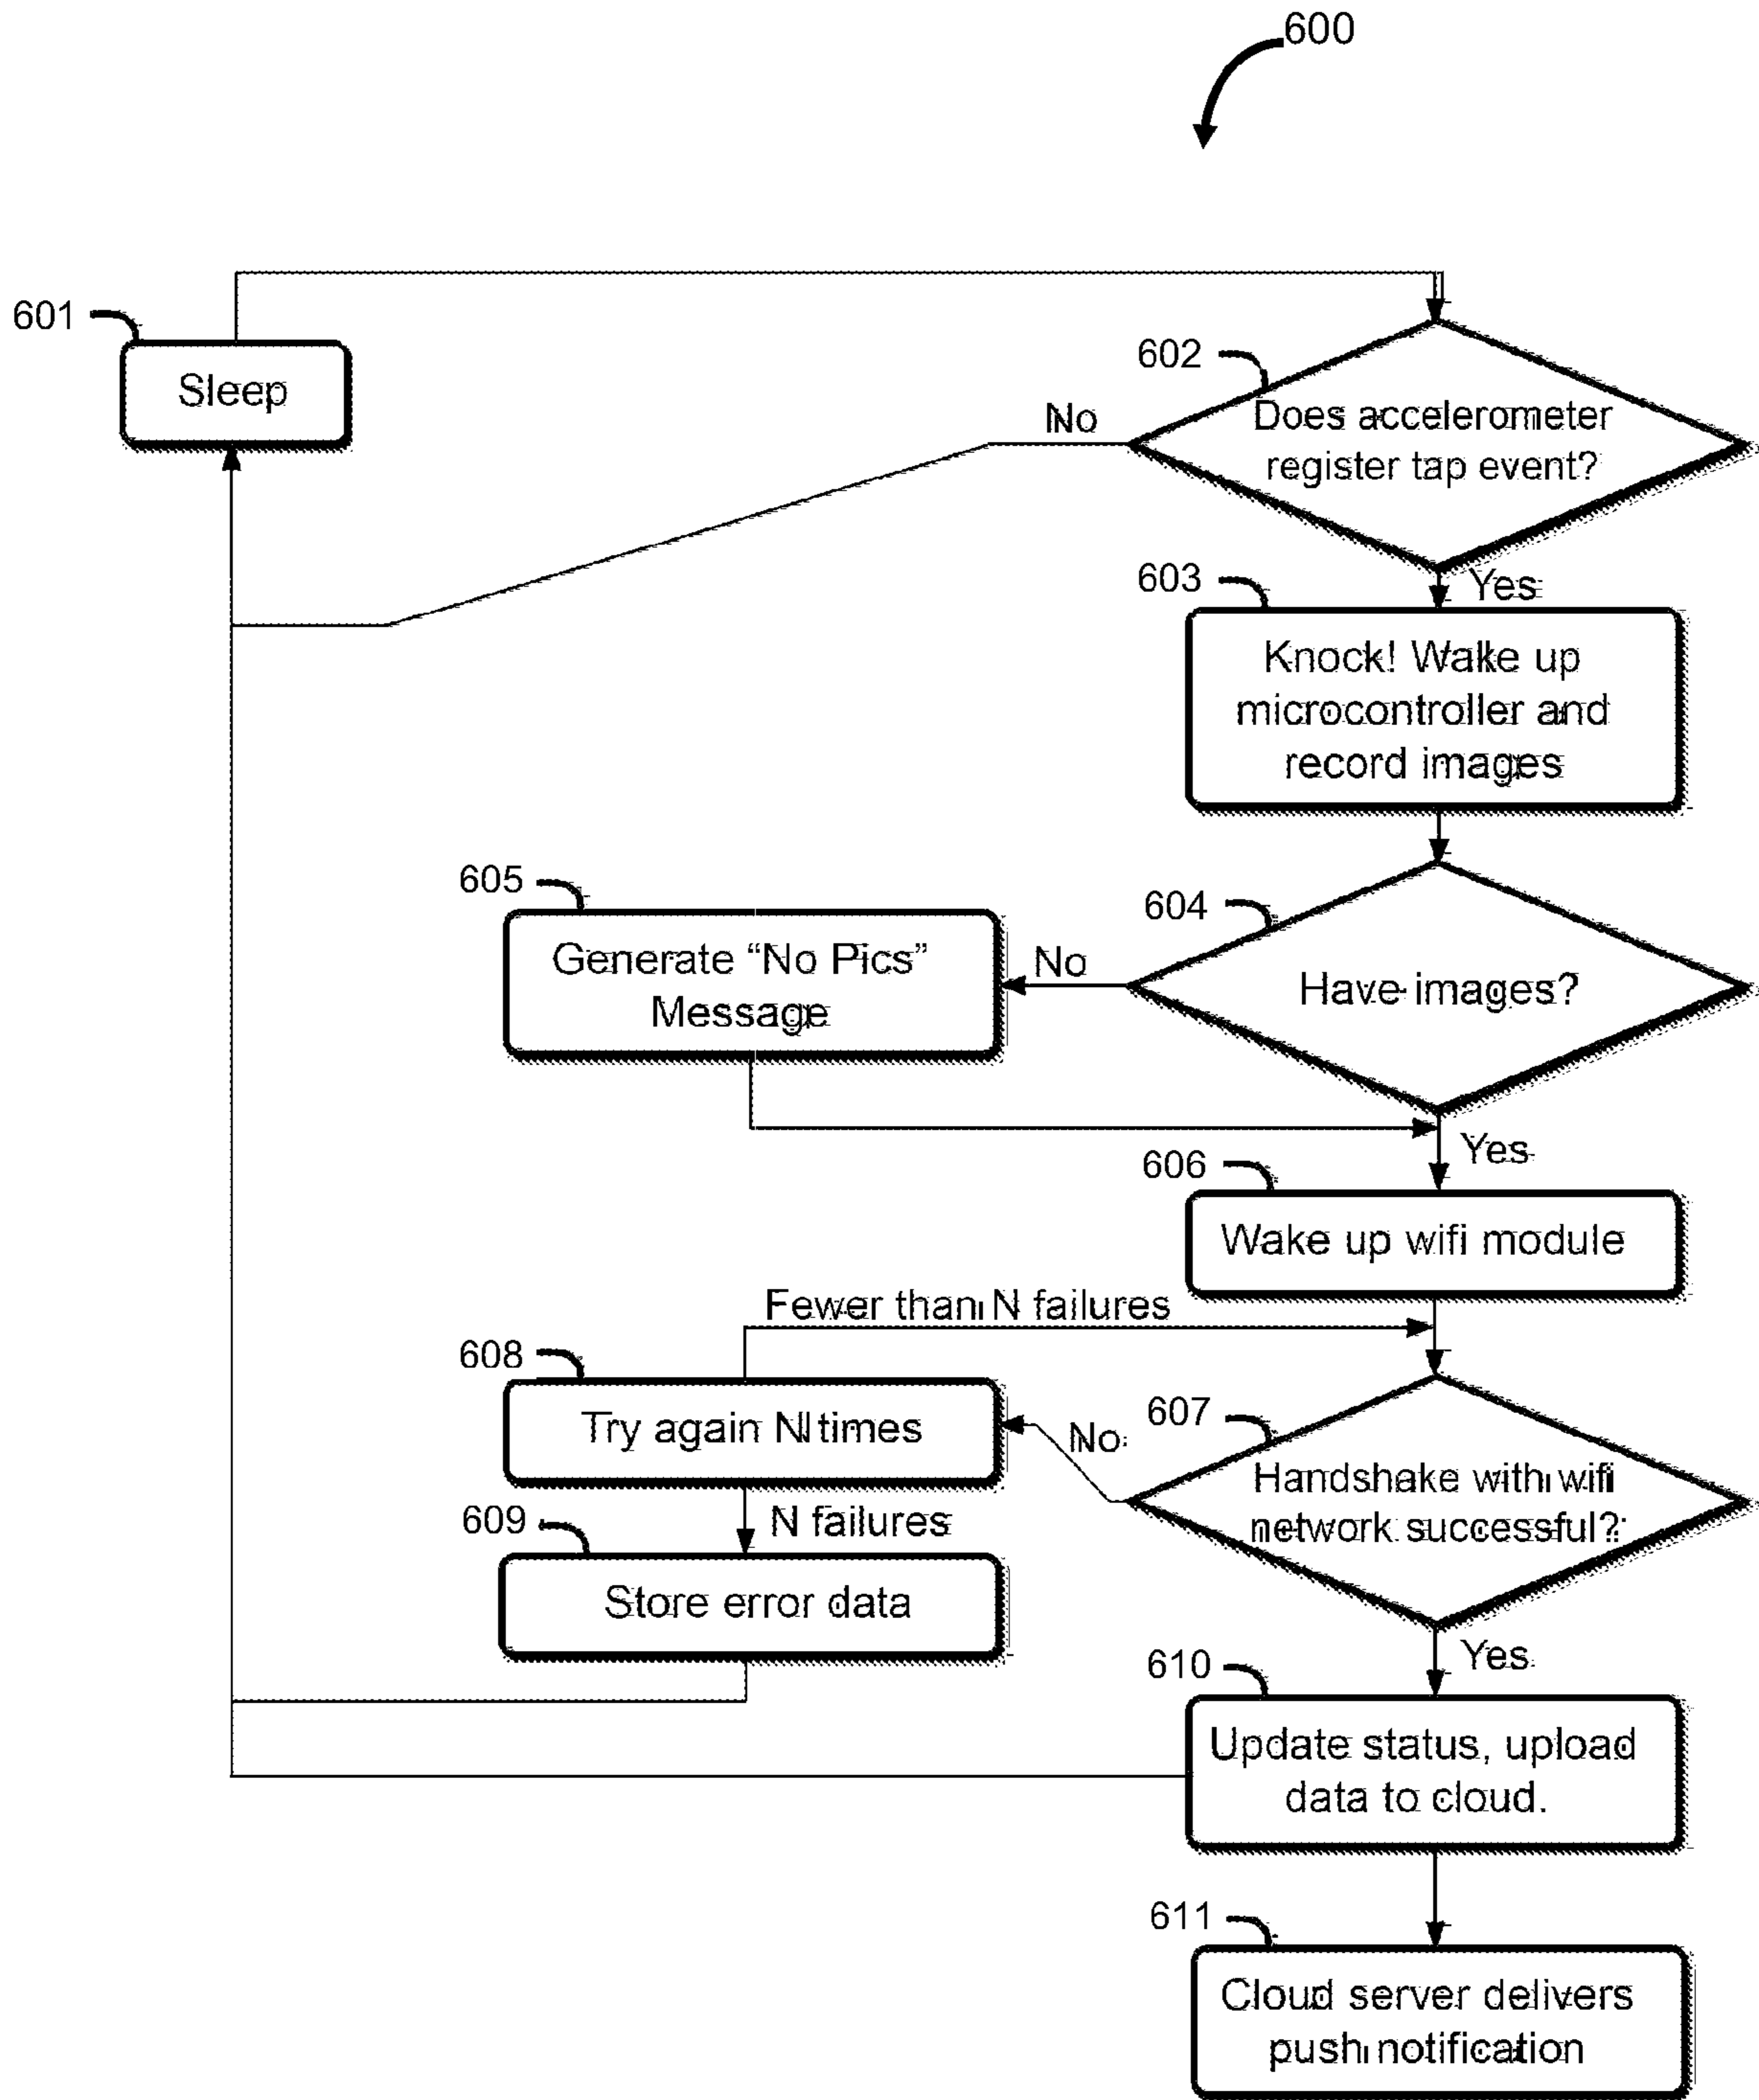 600
601
Sleep
602
Does accelerometer
register tap event?
No
Yes
603
Knock! Wake up
microcontroller and
record images
604
Have images?
No
605
Generate “No Pics”
Message
Yes
606
Wake up wifi module
Fewer than N failures
607
Handshake with wifi
network successful?
No
608
Try again N times
N failures
609
Store error data
Yes
610
Update status, upload
data to cloud.
611
Cloud server delivers
push notification